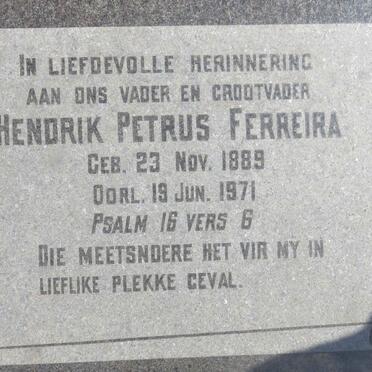 IN LIEFDEVOLLE HERINNERING
AAN ONS VADER EN GROOTVADER
HENDRIK PETRUS FERREIRA
GEB. 23 NOV. 1889
OORL. 19 JUN. 1971
PSALM 16 VERS 6
DIE MEETSNOERE HET VIR MY IN
LIEFLIKE PLEKKE GEVAL.